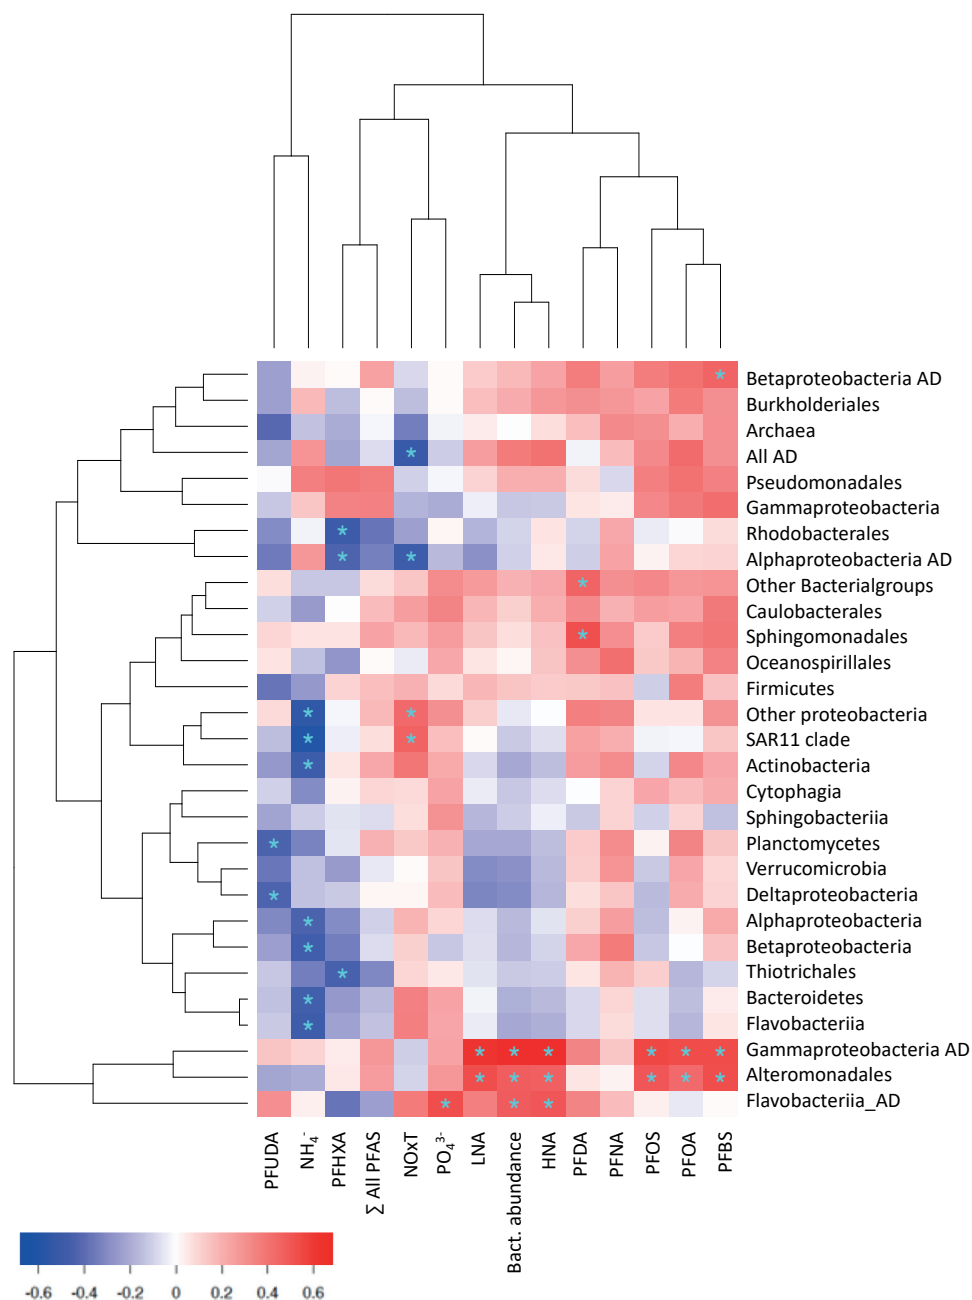 *
Betaproteobacteria AD
Burkholderiales
Archaea
*
All AD
Pseudomonadales
Gammaproteobacteria
*
Rhodobacterales
* *
Alphaproteobacteria AD
*
Other Bacterialgroups
Caulobacterales
*
Sphingomonadales
Oceanospirillales
Firmicutes
* *
Other proteobacteria
* *
SAR11 clade
*
Actinobacteria
Cytophagia
Sphingobacteriia
*
Planctomycetes
Verrucomicrobia
*
Deltaproteobacteria
*
Alphaproteobacteria
*
Betaproteobacteria
*
Thiotrichales
*
Bacteroidetes
*
Flavobacteriia
* * * * * *
Gammaproteobacteria AD
* * * * * *
Alteromonadales
* * *
Flavobacteriia_AD
PFUDA
NH₄⁻
PFHXA
∑ All PFAS
NOxT
PO₄³⁻
LNA
Bact. abundance
HNA
PFDA
PFNA
PFOS
PFOA
PFBS
-0.6 -0.4 -0.2 0 0.2 0.4 0.6